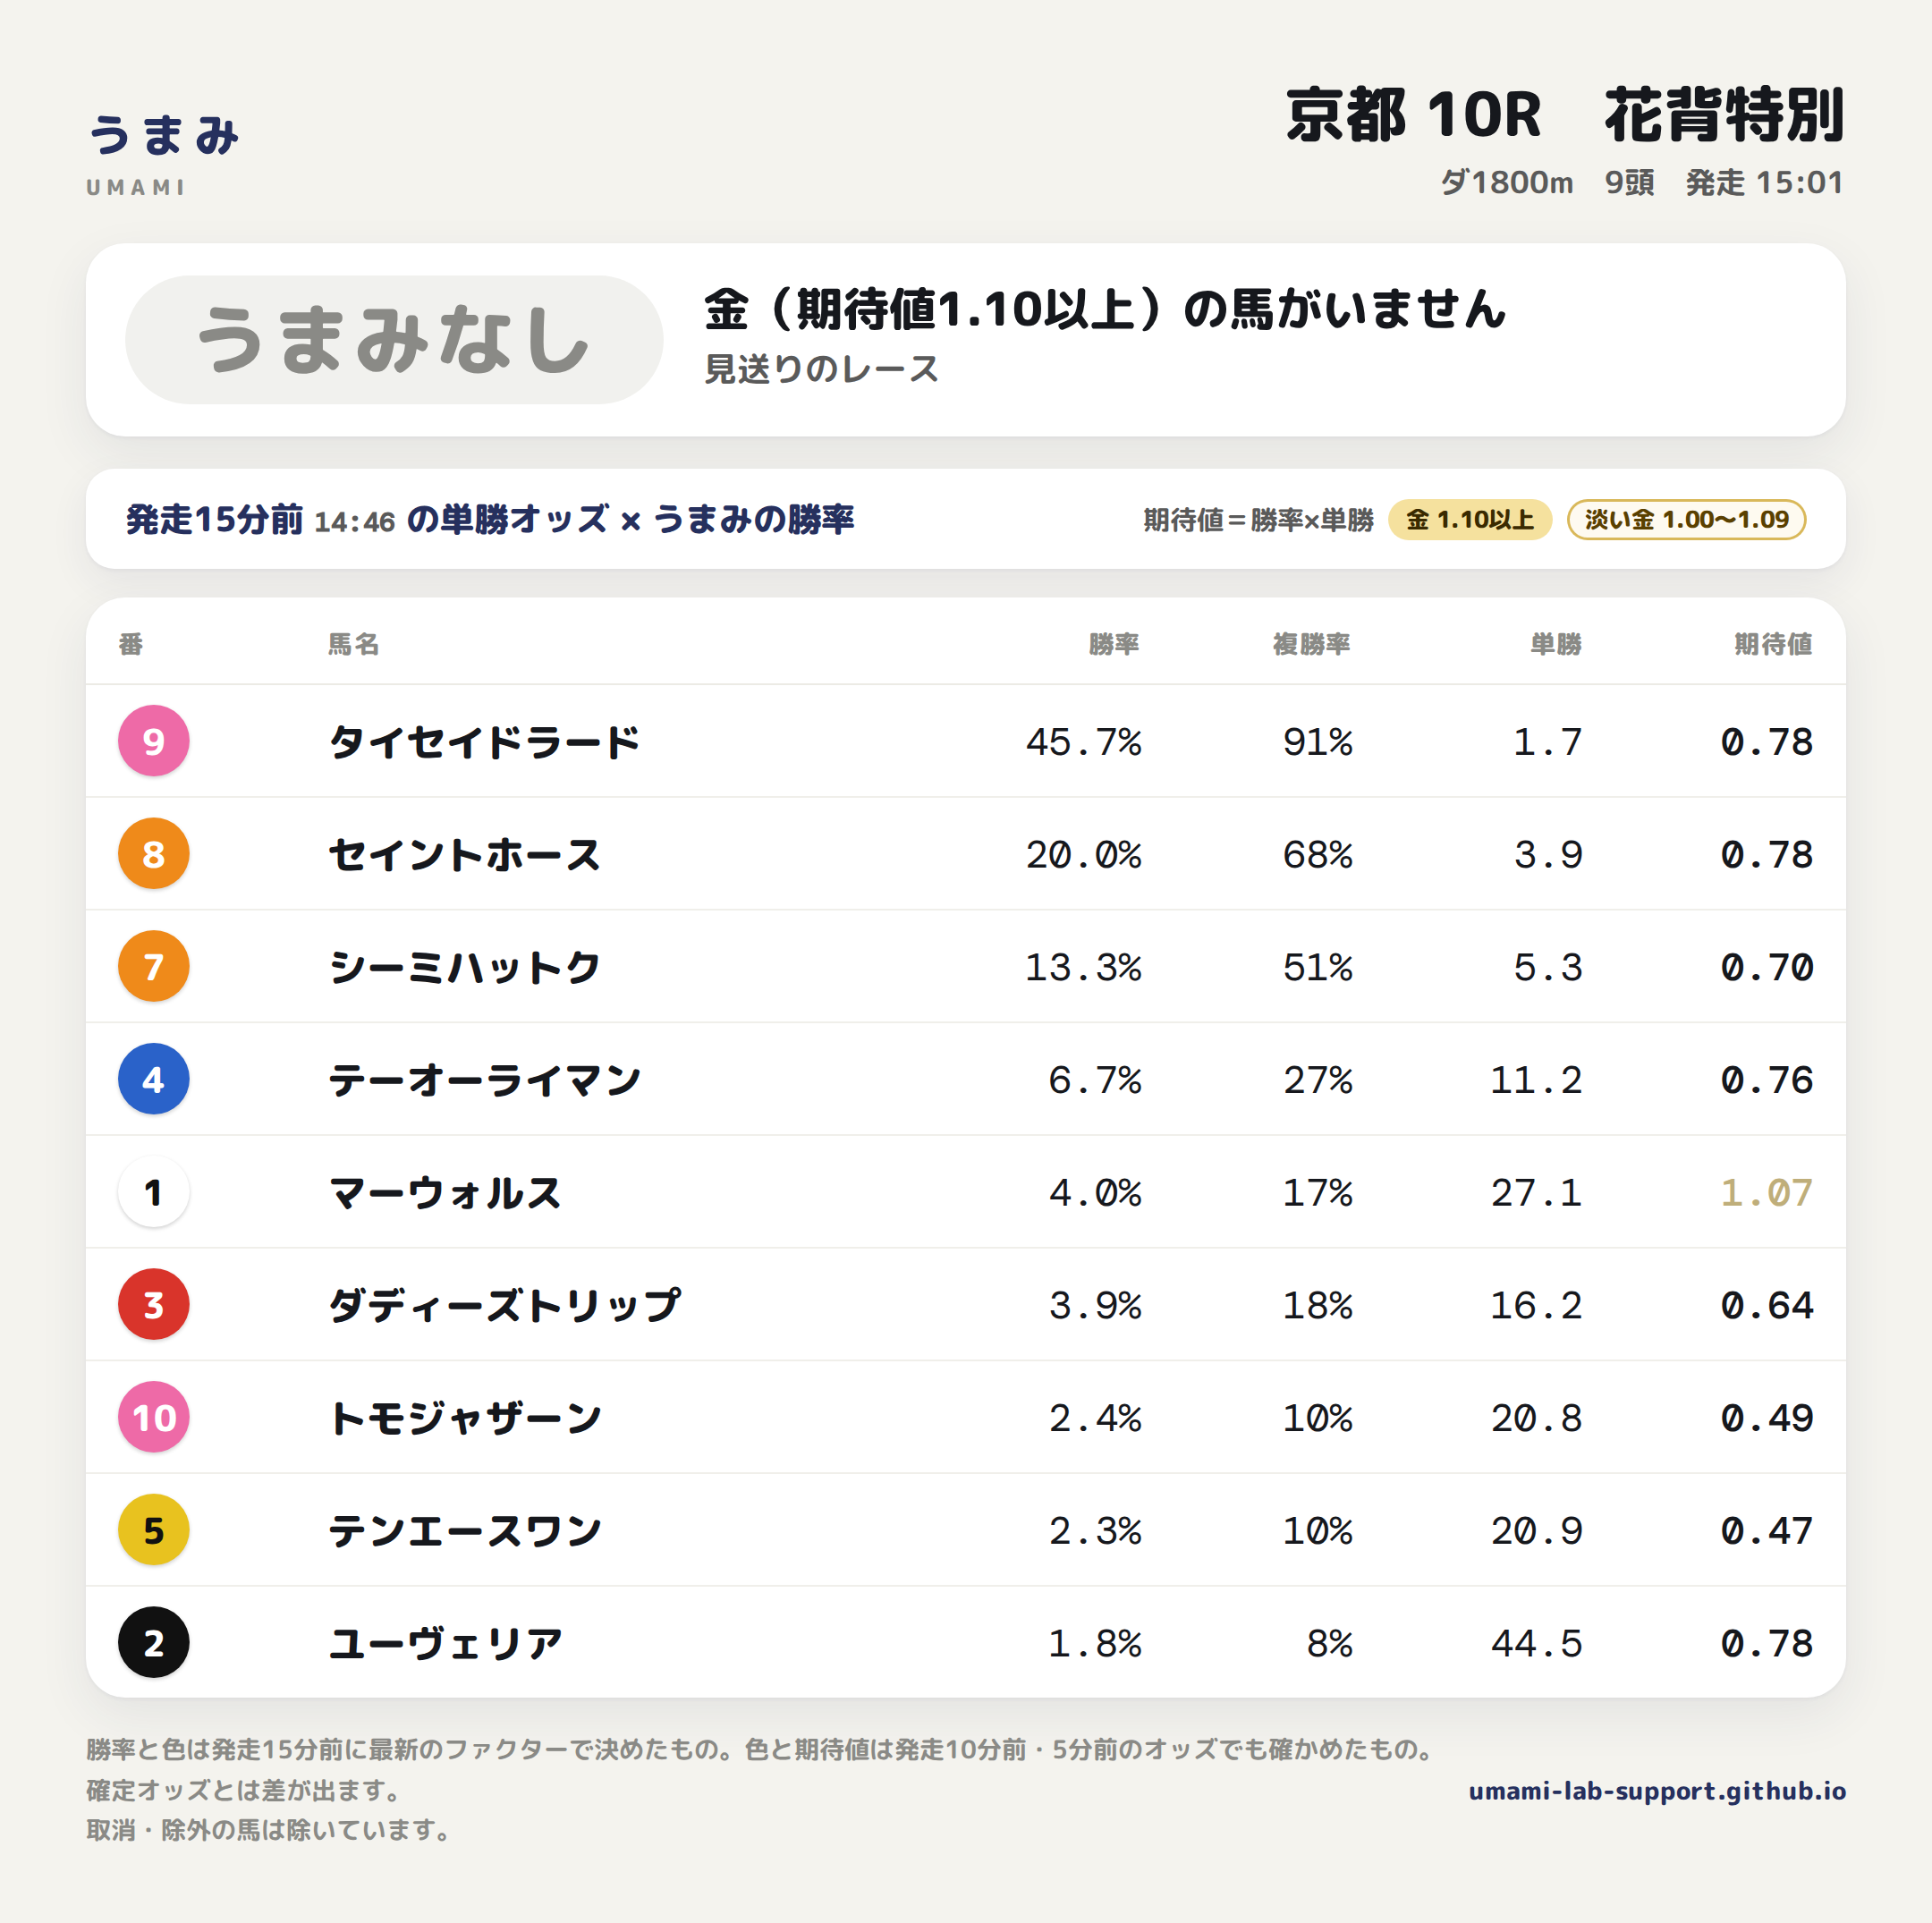 うまみ
UMAMI
京都 10R 花背特別
ダ1800m 9頭 発走 15:01
うまみなし
金（期待値1.10以上）の馬がいません
見送りのレース
発走15分前 14:46 の単勝オッズ × うまみの勝率
期待値＝勝率×単勝 金 1.10以上 淡い金 1.00〜1.09
番 馬名 勝率 複勝率 単勝 期待値
9 タイセイドラード 45.7% 91% 1.7 0.78
8 セイントホース 20.0% 68% 3.9 0.78
7 シーミハットク 13.3% 51% 5.3 0.70
4 テーオーライマン 6.7% 27% 11.2 0.76
1 マーウォルス 4.0% 17% 27.1 1.07
3 ダディーズトリップ 3.9% 18% 16.2 0.64
10 トモジャザーン 2.4% 10% 20.8 0.49
5 テンエースワン 2.3% 10% 20.9 0.47
2 ユーヴェリア 1.8% 8% 44.5 0.78
勝率と色は発走15分前に最新のファクターで決めたもの。色と期待値は発走10分前・5分前のオッズでも確かめたもの。
確定オッズとは差が出ます。
取消・除外の馬は除いています。
umami-lab-support.github.io